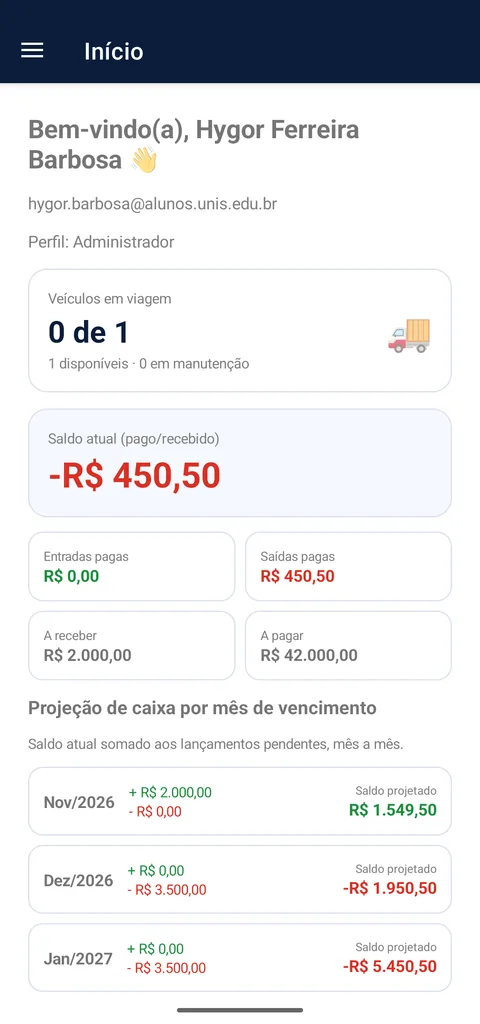 Início
Bem-vindo(a), Hygor Ferreira
Barbosa 👋
hygor.barbosa@alunos.unis.edu.br
Perfil: Administrador
Veículos em viagem
0 de 1
1 disponíveis · 0 em manutenção
Saldo atual (pago/recebido)
-R$ 450,50
Entradas pagas
R$ 0,00
Saídas pagas
R$ 450,50
A receber
R$ 2.000,00
A pagar
R$ 42.000,00
Projeção de caixa por mês de vencimento
Saldo atual somado aos lançamentos pendentes, mês a mês.
Nov/2026
+ R$ 2.000,00
- R$ 0,00
Saldo projetado
R$ 1.549,50
Dez/2026
+ R$ 0,00
- R$ 3.500,00
Saldo projetado
-R$ 1.950,50
Jan/2027
+ R$ 0,00
- R$ 3.500,00
Saldo projetado
-R$ 5.450,50